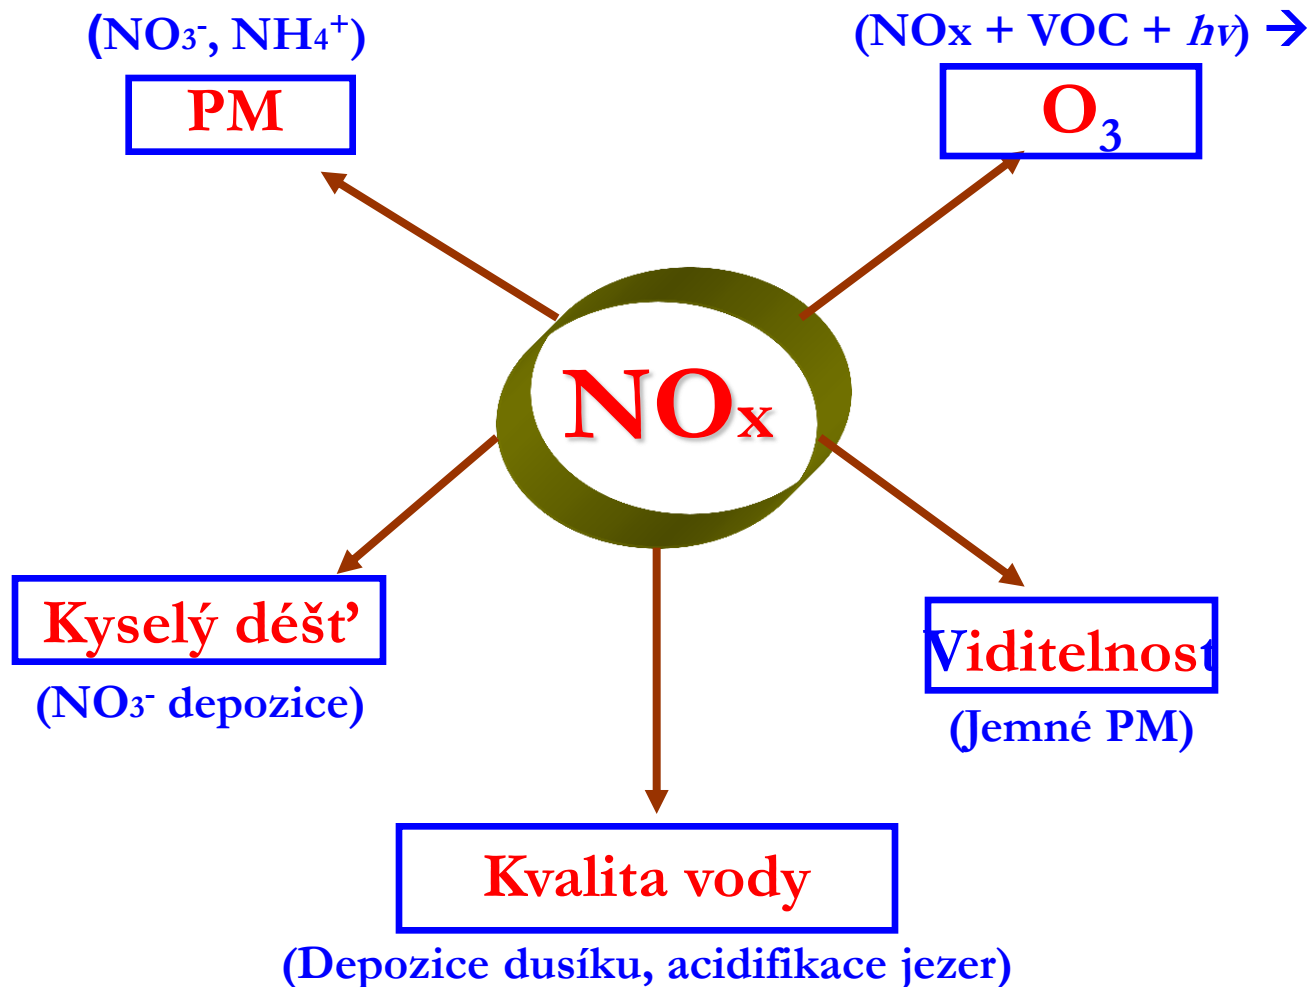 (NO₃⁻, NH₄⁺)
PM
(NOx + VOC + hν) →
O₃
NOx
Kyselý déšť
(NO₃⁻ depozice)
Viditelnost
(Jemné PM)
Kvalita vody
(Depozice dusíku, acidifikace jezer)